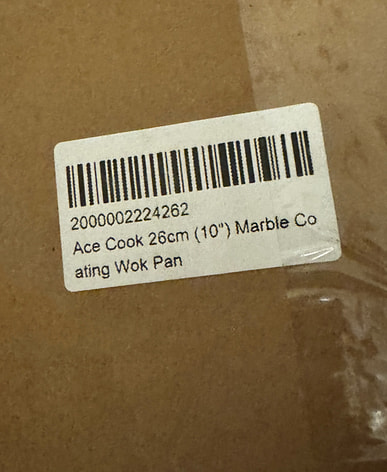 2000002224262
Ace Cook 26cm (10") Marble Co
ating Wok Pan